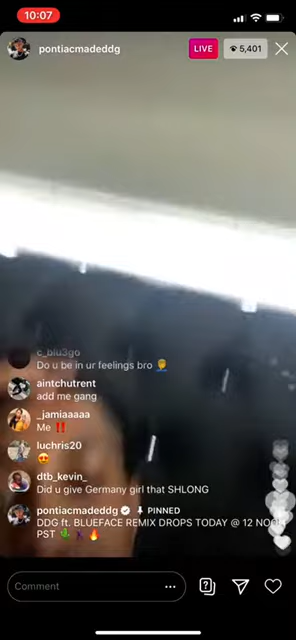 10:07
pontiacmadeddg
LIVE
5,401
c_blu3g6
Do u be in ur feelings bro
aintchutrent
add me gang
_jamiaaaaa
Me ‼️
luchris20
dtb_kevin_
Did u give Germany girl that SHLONG
pontiacmadeddg PINNED
DDG ft. BLUEFACE REMIX DROPS TODAY @ 12 NOON
PST
Comment